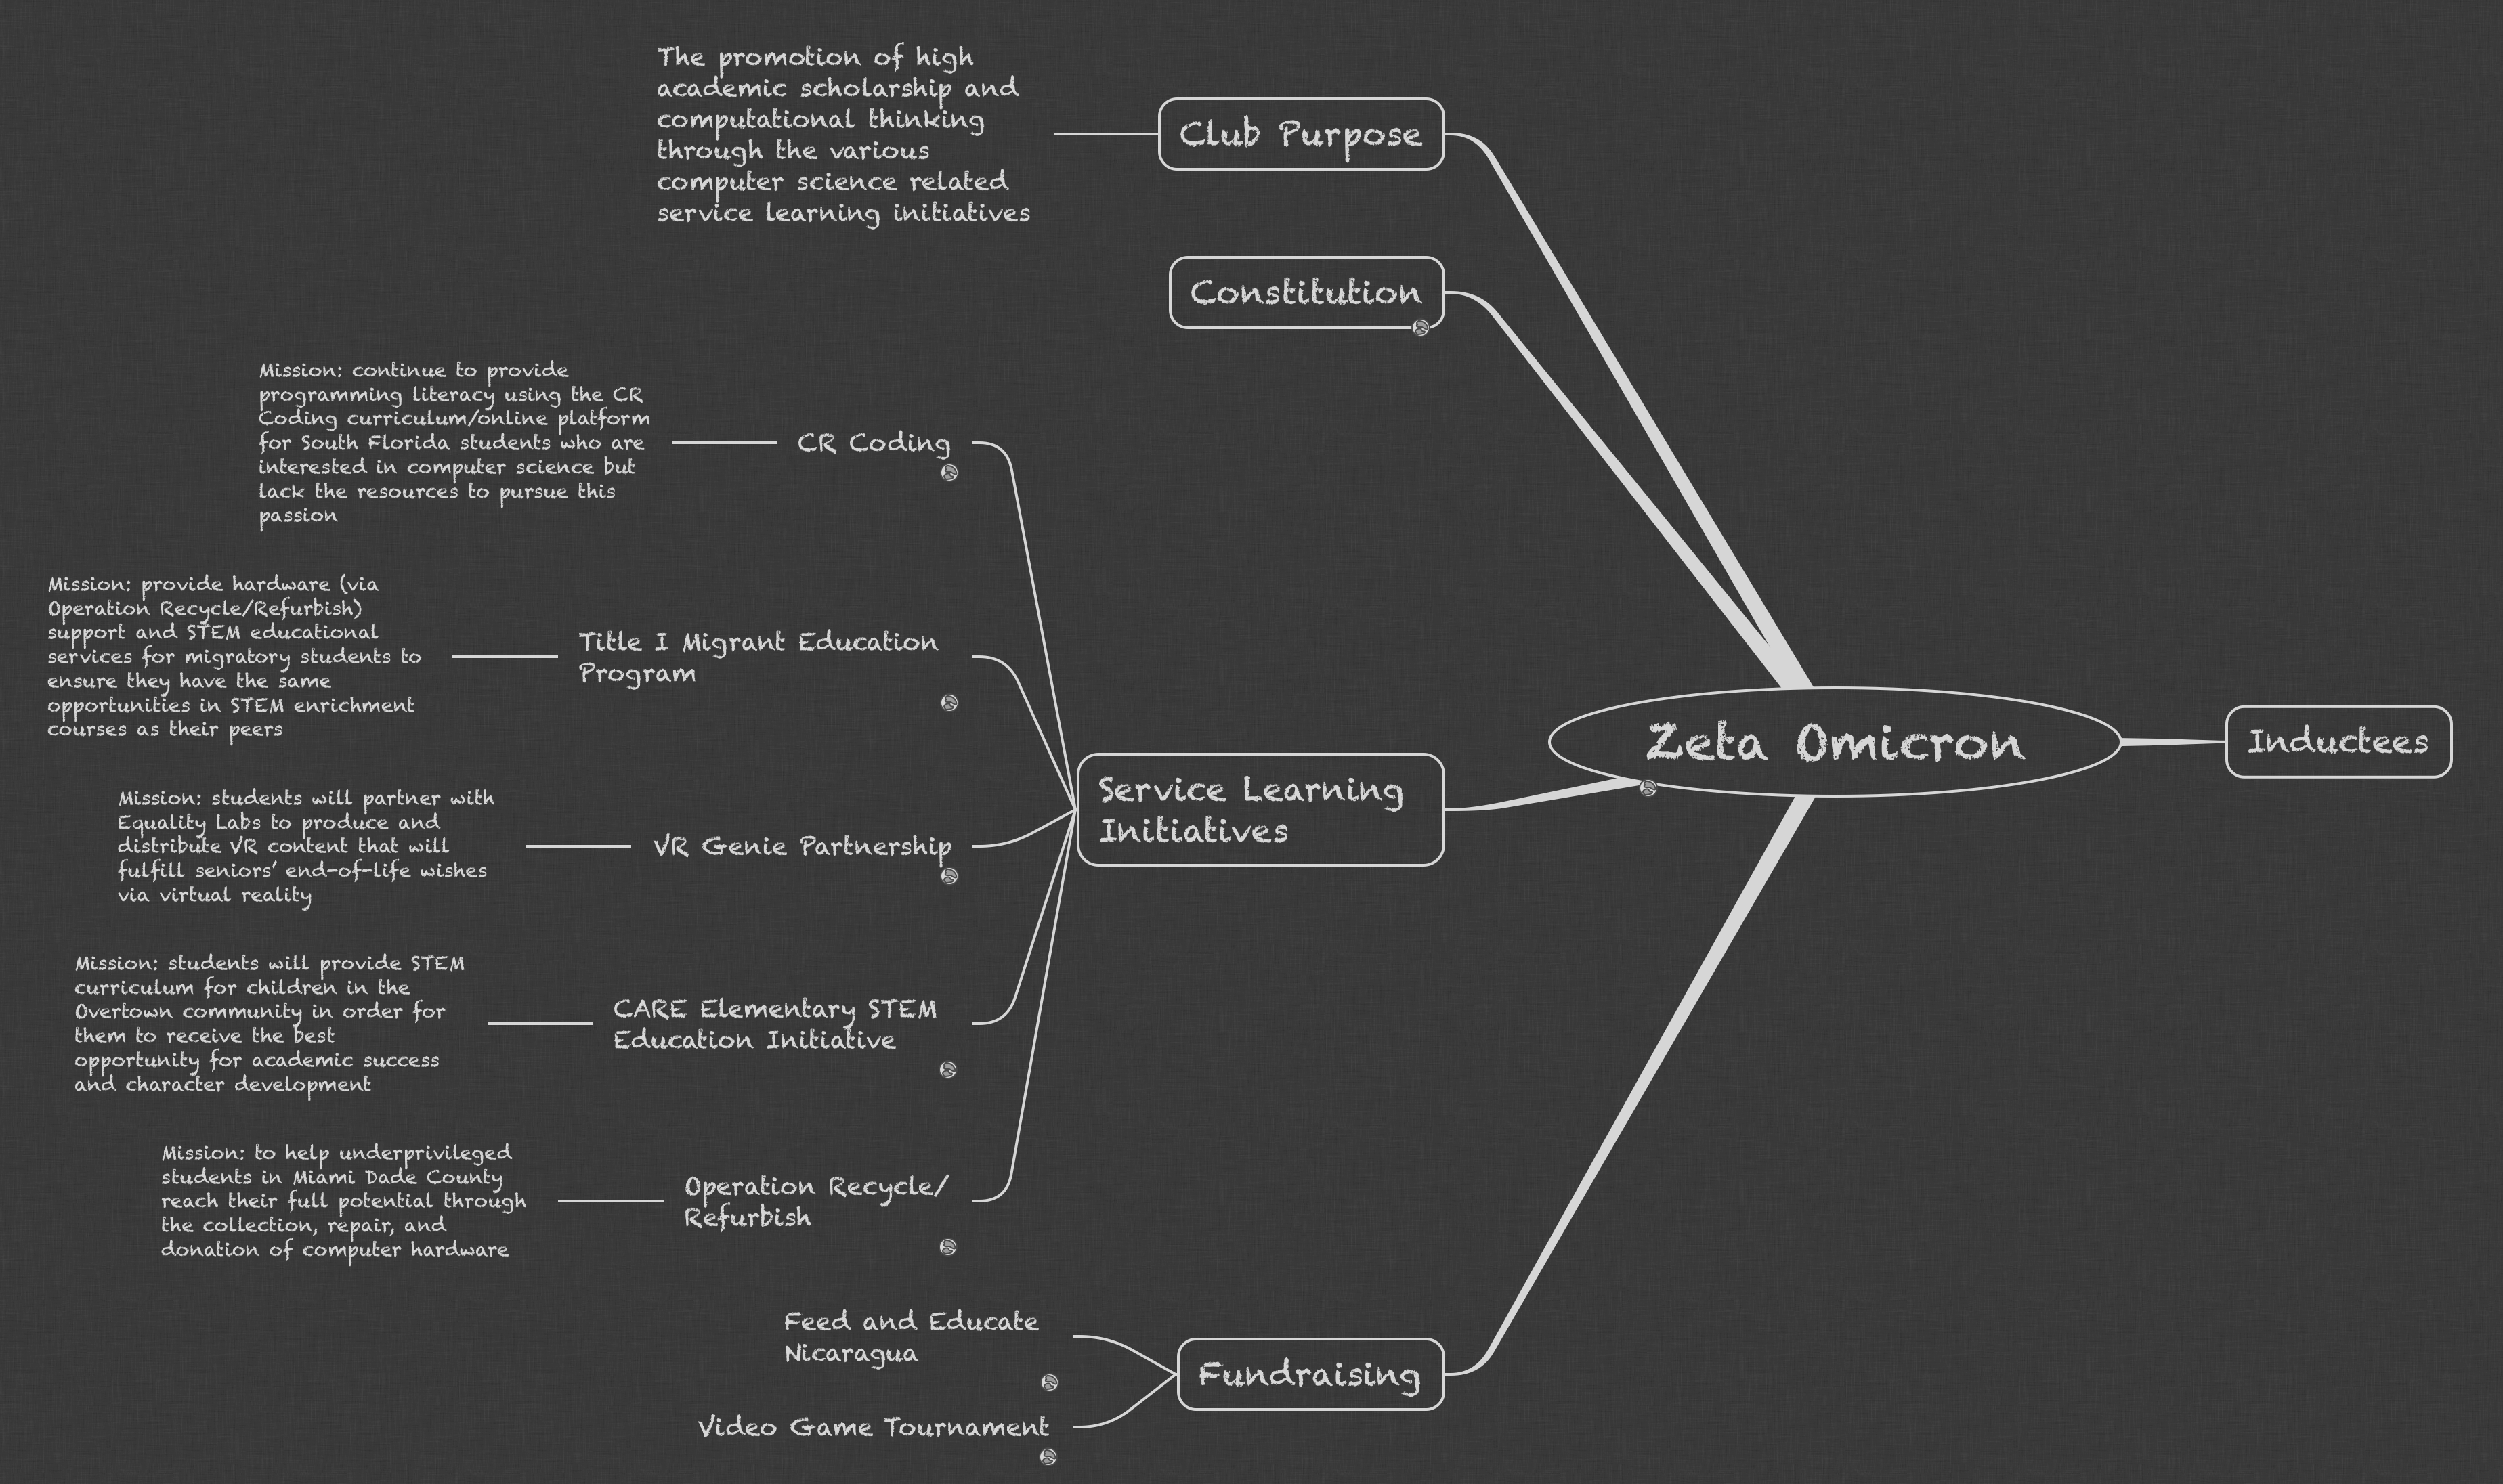 The promotion of high
academic scholarship and
computational thinking
through the various
computer science related
service learning initiatives
Club Purpose
Constitution
Mission: continue to provide
programming literacy using the CR
Coding curriculum/online platform
for South Florida students who are
interested in computer science but
lack the resources to pursue this
passion
CR Coding
Mission: provide hardware (via
Operation Recycle/Refurbish)
support and STEM educational
services for migratory students to
ensure they have the same
opportunities in STEM enrichment
courses as their peers
Title I Migrant Education
Program
Mission: students will partner with
Equality Labs to produce and
distribute VR content that will
fulfill seniors’ end-of-life wishes
via virtual reality
VR Genie Partnership
Service Learning
Initiatives
Zeta Omicron
Inductees
Mission: students will provide STEM
curriculum for children in the
Overtown community in order for
them to receive the best
opportunity for academic success
and character development
CARE Elementary STEM
Education Initiative
Mission: to help underprivileged
students in Miami Dade County
reach their full potential through
the collection, repair, and
donation of computer hardware
Operation Recycle/
Refurbish
Feed and Educate
Nicaragua
Fundraising
Video Game Tournament